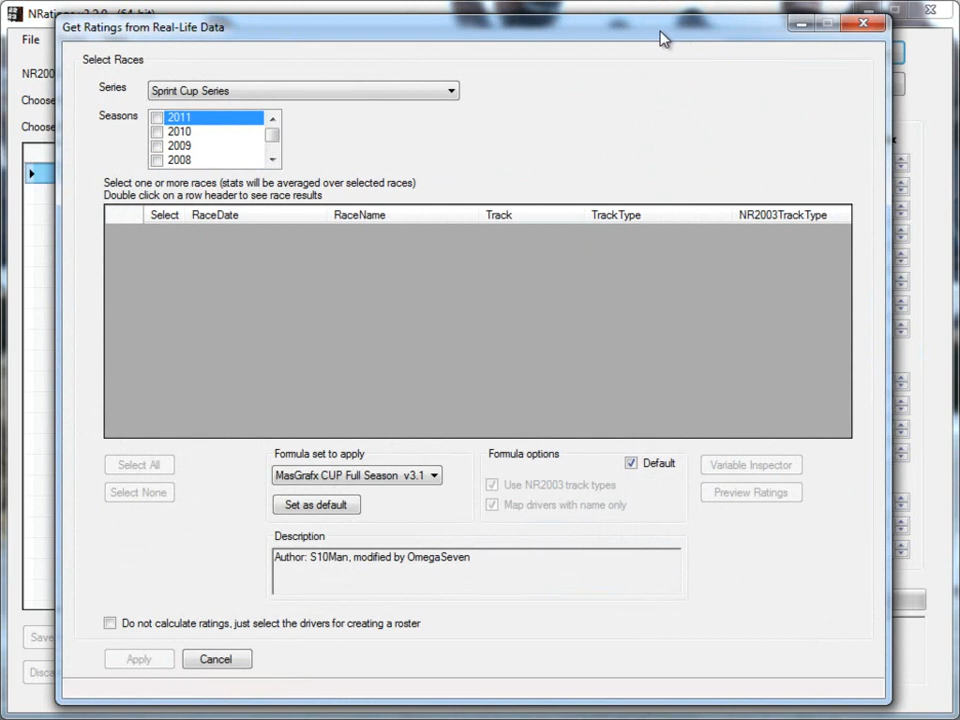 Get Ratings from Real-Life Data
File
Select Races
Series
Sprint Cup Series
Seasons
2011
2010
2009
2008
Select one or more races (stats will be averaged over selected races)
Double click on a row header to see race results
Select RaceDate RaceName Track TrackType NR2003TrackType
Formula set to apply
Formula options
Default
Select All
MasGrafx CUP Full Season v3.1
Use NR2003 track types
Variable Inspector
Select None
Set as default
Map drivers with name only
Preview Ratings
Description
Author: S10Man, modified by OmegaSeven
Do not calculate ratings, just select the drivers for creating a roster
Apply
Cancel